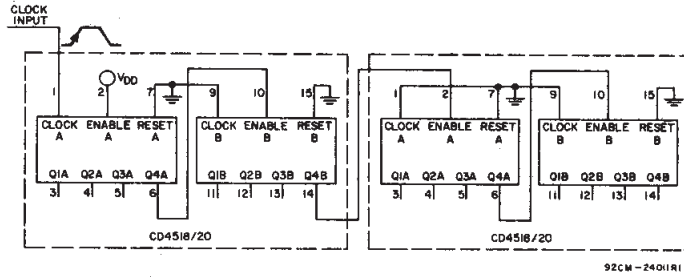 CLOCK
INPUT
VDD
1 2 7 9 10 15 1 2 7 9 10 15
CLOCK ENABLE RESET CLOCK ENABLE RESET CLOCK ENABLE RESET CLOCK ENABLE RESET
A A A B B B A A A B B B
Q1A Q2A Q3A Q4A Q1B Q2B Q3B Q4B Q1A Q2A Q3A Q4A Q1B Q2B Q3B Q4B
3 4 5 6 11 12 13 14 3 4 5 6 11 12 13 14
CD4518/20 CD4518/20
92CM-24011R1